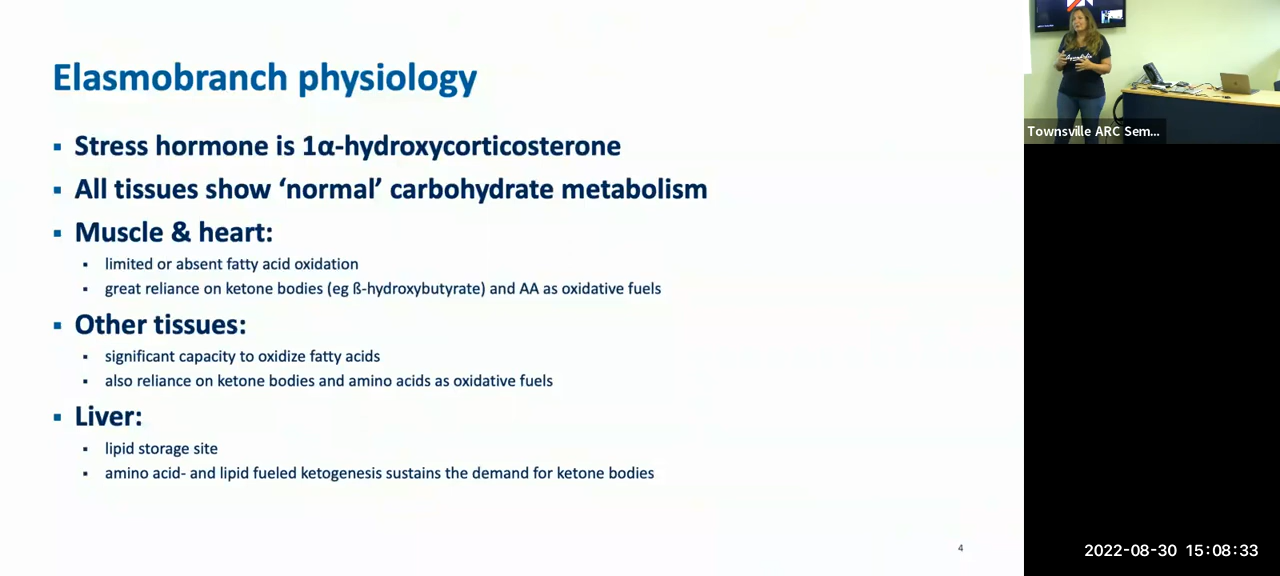 Elasmobranch physiology
Stress hormone is 1α-hydroxycorticosterone
All tissues show ‘normal’ carbohydrate metabolism
Muscle & heart:
limited or absent fatty acid oxidation
great reliance on ketone bodies (eg ß-hydroxybutyrate) and AA as oxidative fuels
Other tissues:
significant capacity to oxidize fatty acids
also reliance on ketone bodies and amino acids as oxidative fuels
Liver:
lipid storage site
amino acid- and lipid fueled ketogenesis sustains the demand for ketone bodies
4
Townsville ARC Sem...
2022-08-30 15:08:33